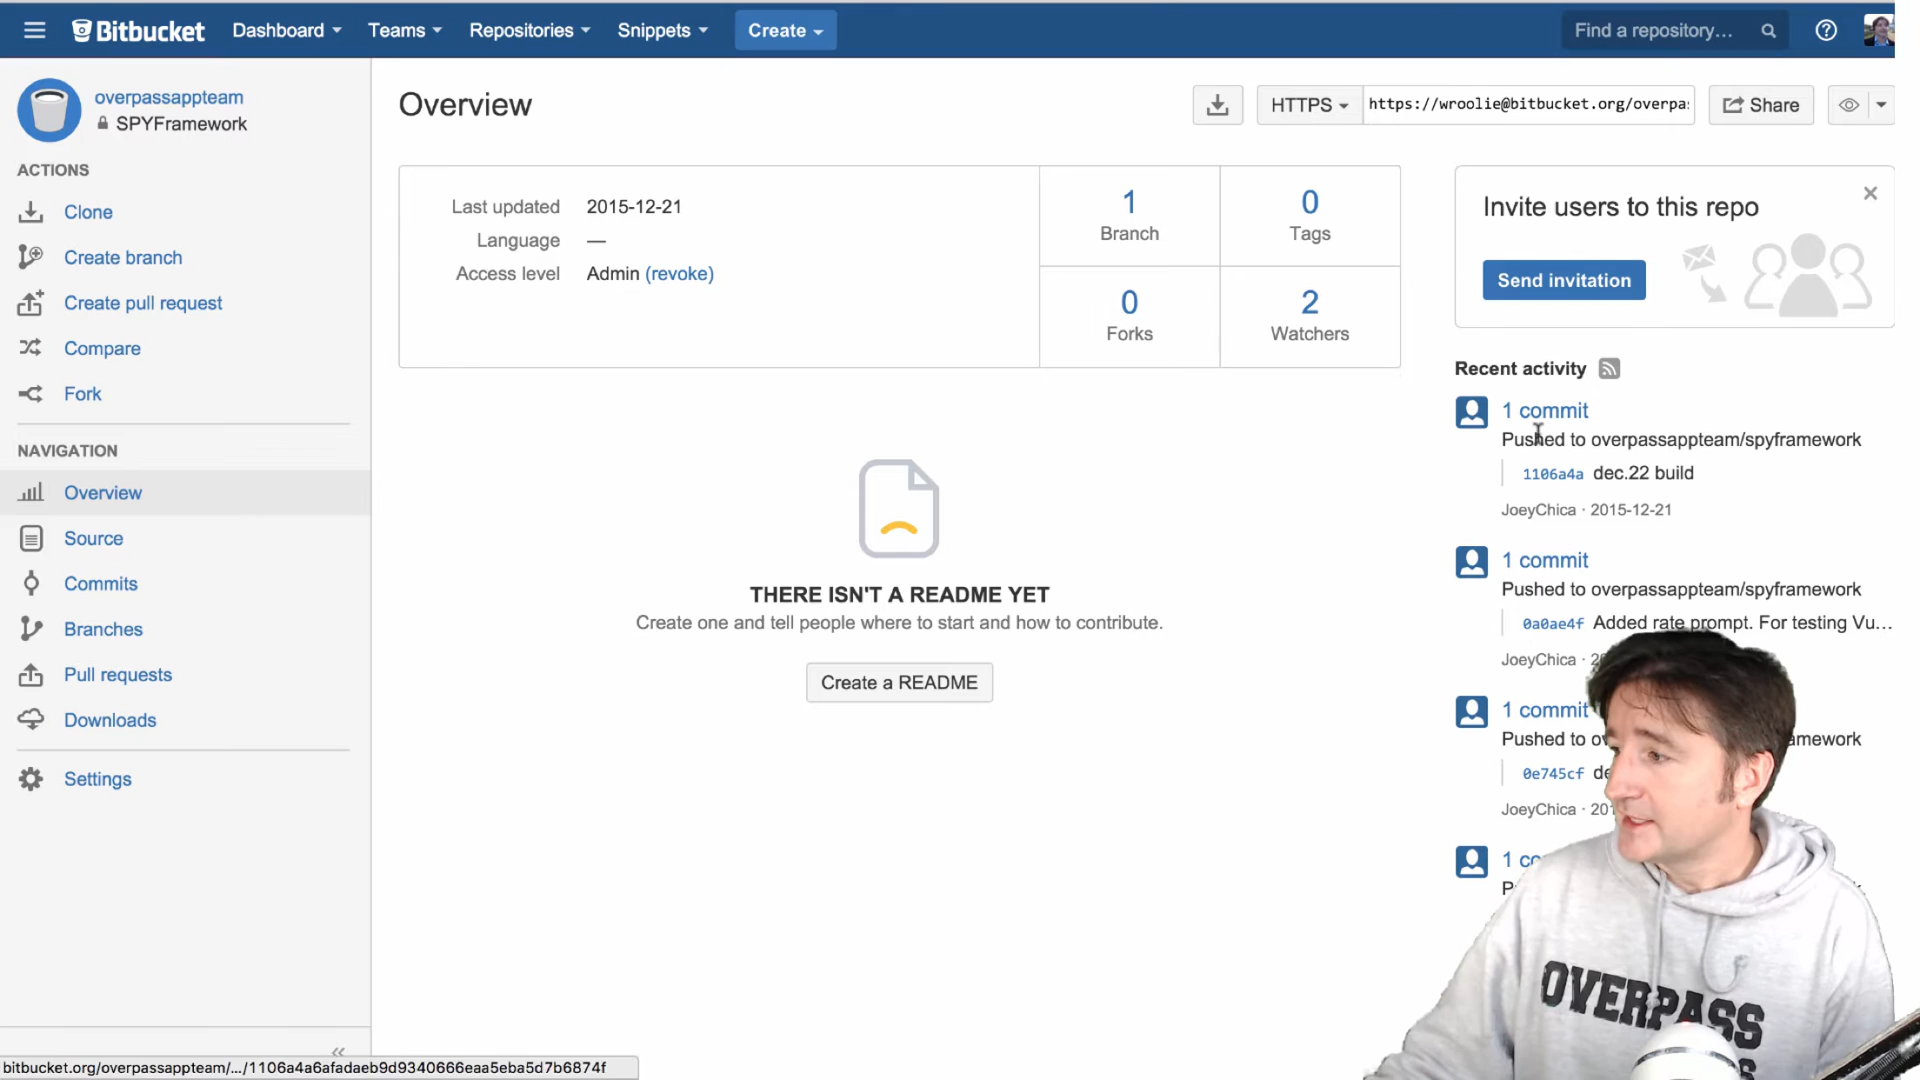 Bitbucket Dashboard Teams Repositories Snippets Create Find a repository...
overpassappteam
SPYFramework
Overview
HTTPS https://wroolie@bitbucket.org/overpa
Share
ACTIONS
Clone
Create branch
Create pull request
Compare
Fork
NAVIGATION
Overview
Source
Commits
Branches
Pull requests
Downloads
Settings
Last updated 2015-12-21
Language —
Access level Admin (revoke)
1
Branch
0
Tags
0
Forks
2
Watchers
THERE ISN'T A README YET
Create one and tell people where to start and how to contribute.
Create a README
Invite users to this repo
Send invitation
Recent activity
1 commit
Pushed to overpassappteam/spyframework
1106a4a dec.22 build
JoeyChica · 2015-12-21
1 commit
Pushed to overpassappteam/spyframework
0a0ae4f Added rate prompt. For testing Vu...
JoeyChica · 2
1 commit
Pushed to ov amework
0e745cf de
JoeyChica · 201
1 co
OVERPASS
bitbucket.org/overpassappteam/.../1106a4a6afadaeb9d9340666eaa5eba5d7b6874f